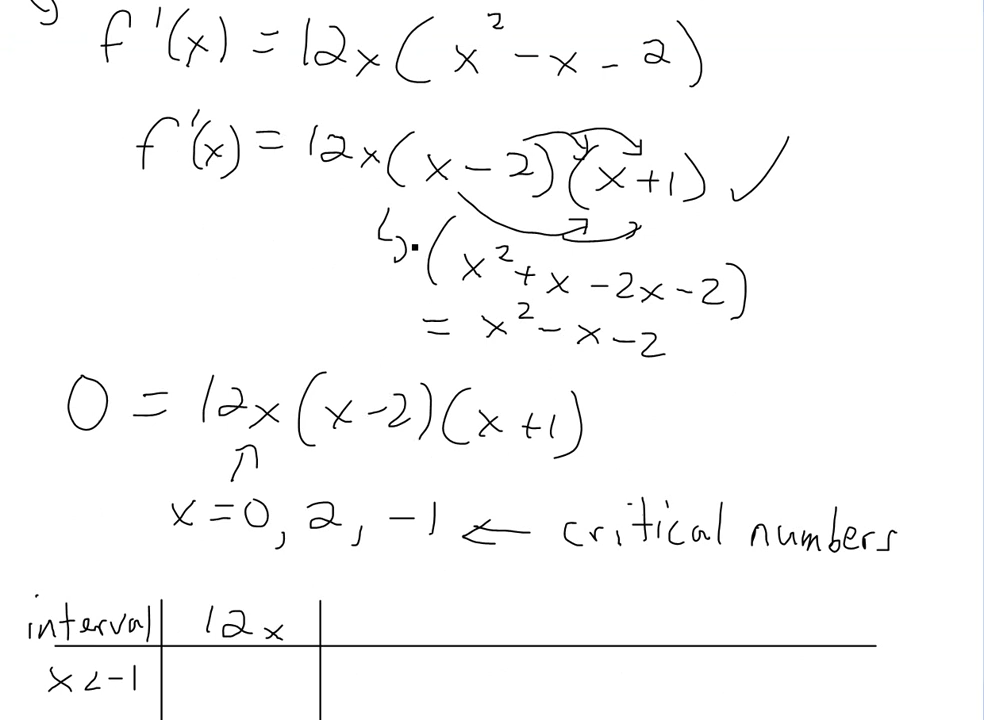 f'(x) = 12x(x² - x - 2)
f'(x) = 12x(x - 2)(x + 1) ✓
(x² + x - 2x - 2)
= x² - x - 2
0 = 12x(x - 2)(x + 1)
x = 0, 2, -1 ← critical numbers
interval 12x
x < -1